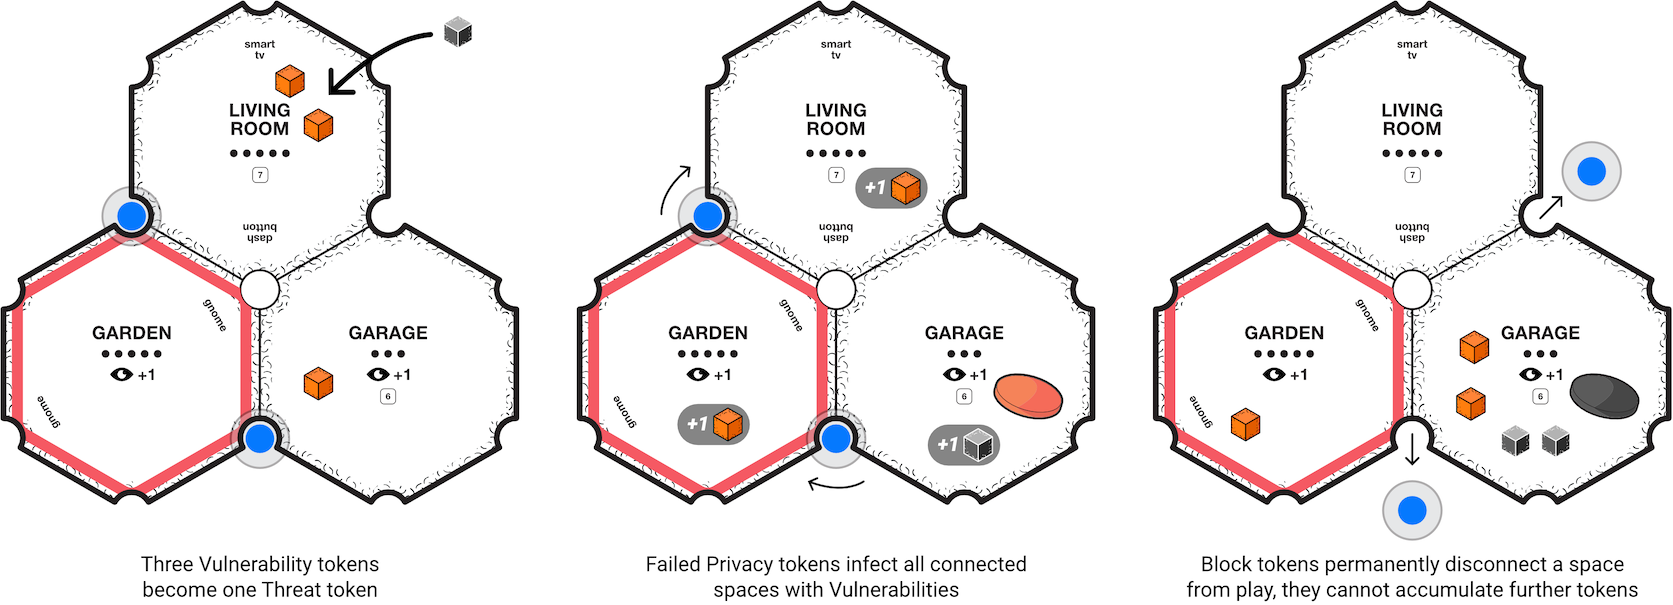 smart
tv
LIVING
ROOM
7
dash
button
GARDEN
+1
gnome
gnome
GARAGE
+1
6
Three Vulnerability tokens
become one Threat token
smart
tv
LIVING
ROOM
7
+1
dash
button
GARDEN
+1
gnome
gnome
+1
GARAGE
+1
6
+1
Failed Privacy tokens infect all connected
spaces with Vulnerabilities
smart
tv
LIVING
ROOM
7
dash
button
GARDEN
+1
gnome
gnome
GARAGE
+1
6
Block tokens permanently disconnect a space
from play, they cannot accumulate further tokens